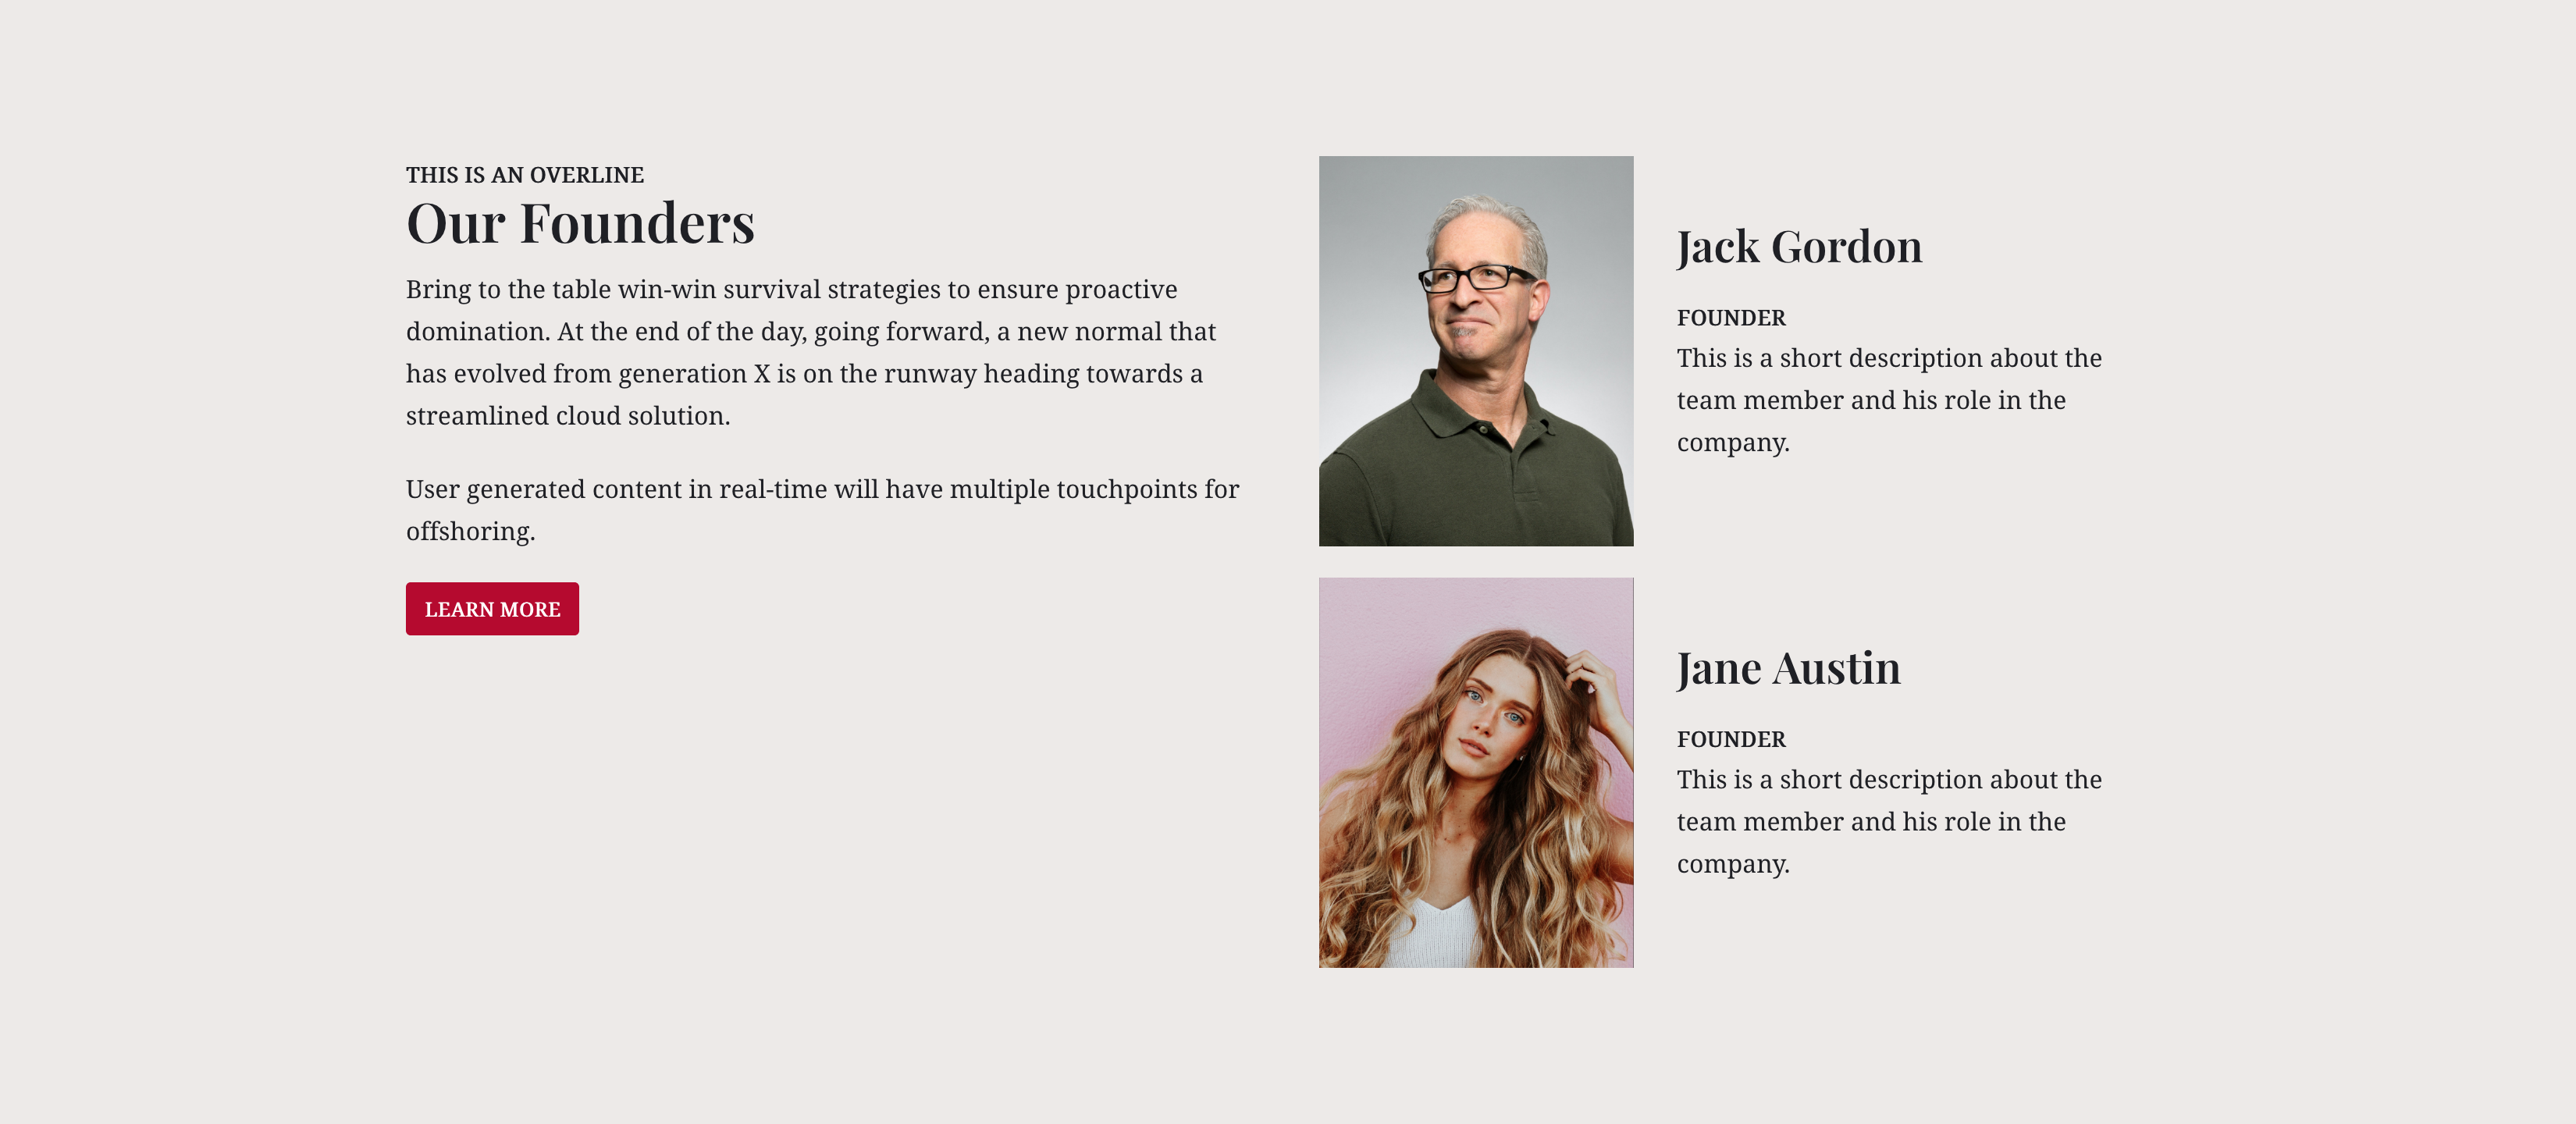 THIS IS AN OVERLINE
Our Founders
Bring to the table win-win survival strategies to ensure proactive
domination. At the end of the day, going forward, a new normal that
has evolved from generation X is on the runway heading towards a
streamlined cloud solution.
User generated content in real-time will have multiple touchpoints for
offshoring.
LEARN MORE
Jack Gordon
FOUNDER
This is a short description about the
team member and his role in the
company.
Jane Austin
FOUNDER
This is a short description about the
team member and his role in the
company.